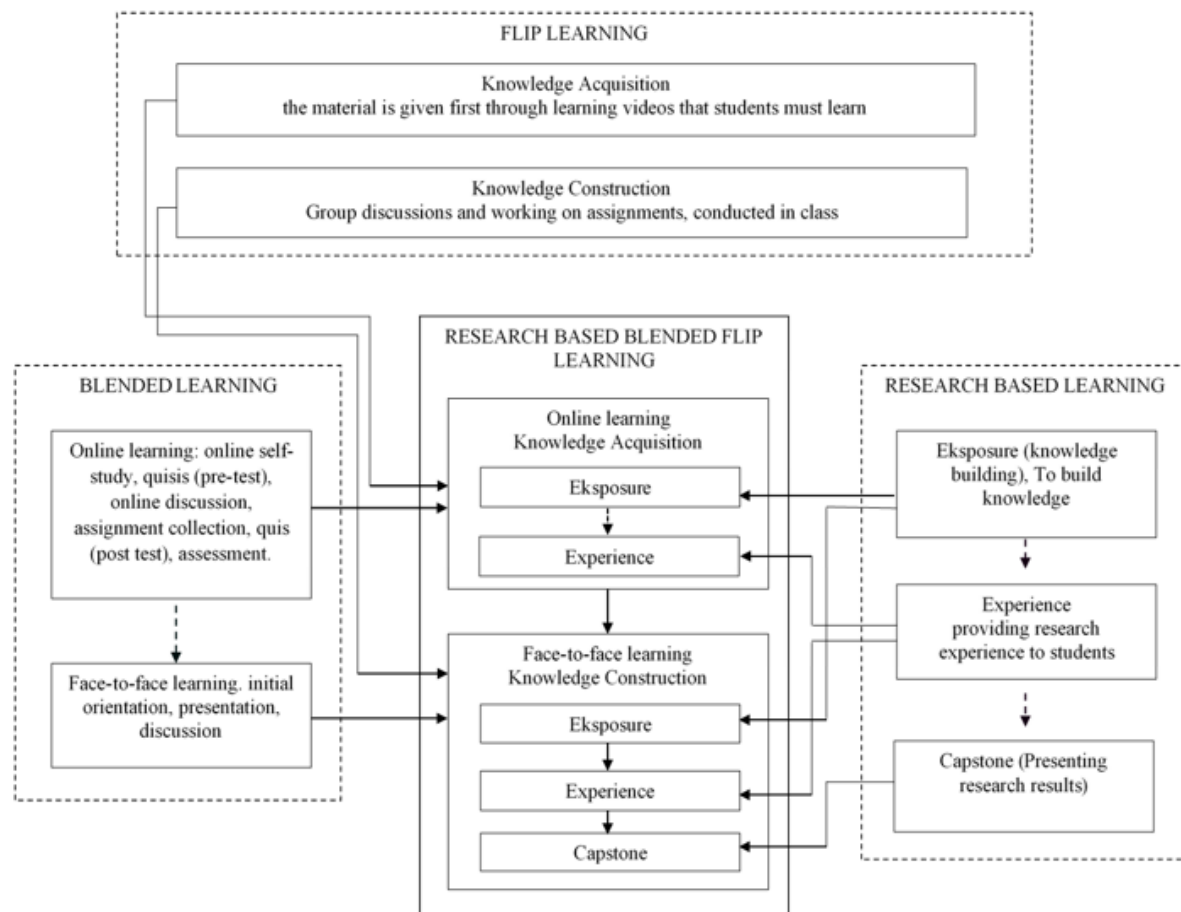 FLIP LEARNING
Knowledge Acquisition
the material is given first through learning videos that students must learn
Knowledge Construction
Group discussions and working on assignments, conducted in class
BLENDED LEARNING
Online learning: online self-
study, quisis (pre-test),
online discussion,
assignment collection, quis
(post test), assessment.
Face-to-face learning. initial
orientation, presentation,
discussion
RESEARCH BASED BLENDED FLIP
LEARNING
Online learning
Knowledge Acquisition
Eksposure
Experience
Face-to-face learning
Knowledge Construction
Eksposure
Experience
Capstone
RESEARCH BASED LEARNING
Eksposure (knowledge
building), To build
knowledge
Experience
providing research
experience to students
Capstone (Presenting
research results)